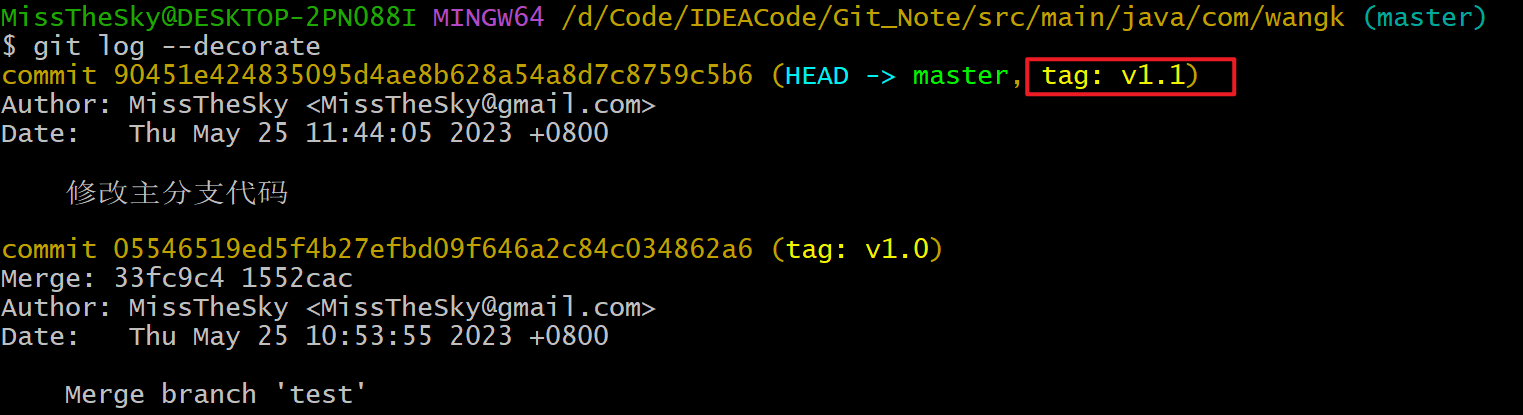 MissTheSky@DESKTOP-2PNO88I MINGW64 /d/Code/IDEACode/Git_Note/src/main/java/com/wangk (master)
$ git log --decorate
commit 90451e424835095d4ae8b628a54a8d7c8759c5b6 (HEAD -> master, tag: v1.1)
Author: MissTheSky <MissTheSky@gmail.com>
Date:   Thu May 25 11:44:05 2023 +0800
    修改主分支代码
commit 05546519ed5f4b27efbd09f646a2c84c034862a6 (tag: v1.0)
Merge: 33fc9c4 1552cac
Author: MissTheSky <MissTheSky@gmail.com>
Date:   Thu May 25 10:53:55 2023 +0800
    Merge branch 'test'